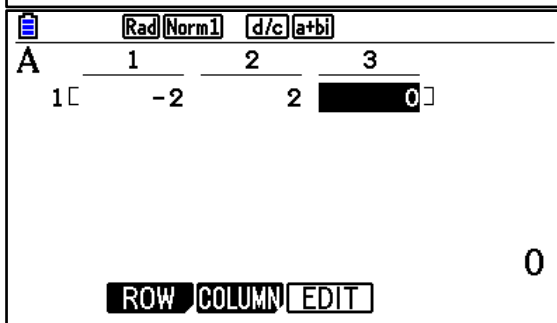 Rad Norm1 d/c a+bi
A 1 2 3
1[ -2 2 0]
0
ROW COLUMN EDIT